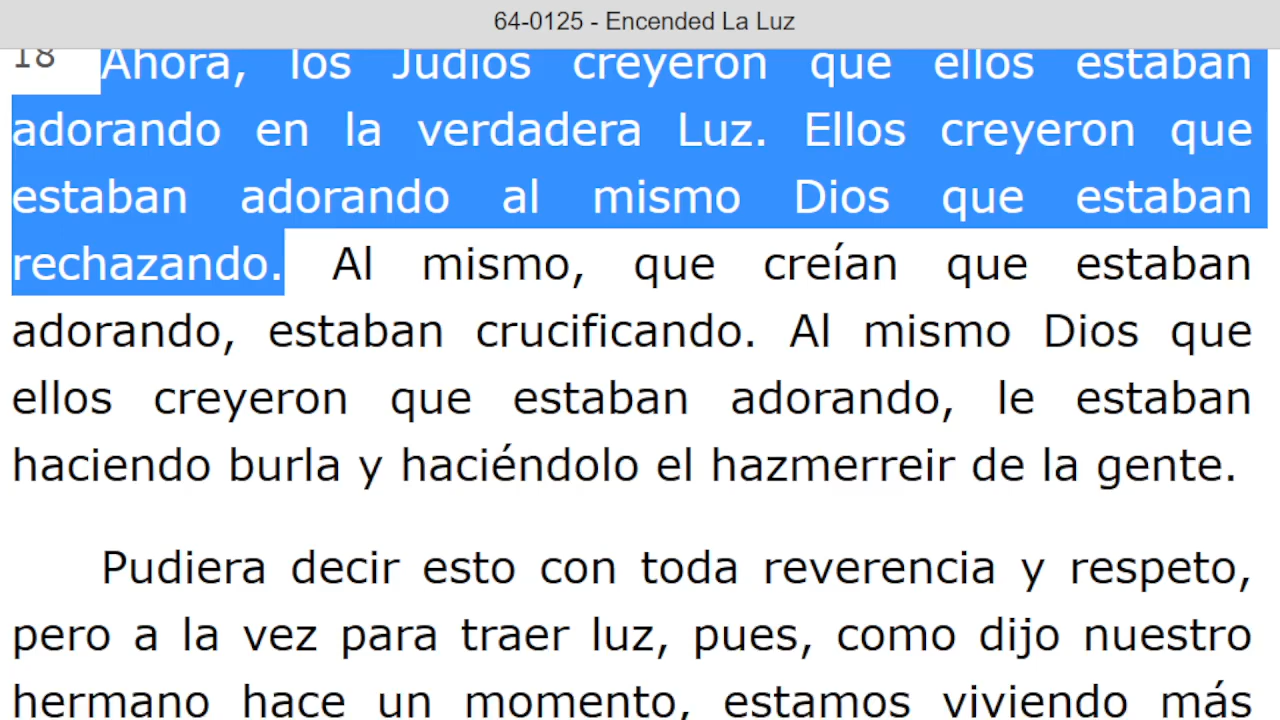 64-0125 - Encended La Luz
18 Ahora, los Judíos creyeron que ellos estaban
adorando en la verdadera Luz. Ellos creyeron que
estaban adorando al mismo Dios que estaban
rechazando. Al mismo, que creían que estaban
adorando, estaban crucificando. Al mismo Dios que
ellos creyeron que estaban adorando, le estaban
haciendo burla y haciéndolo el hazmerreir de la gente.
Pudiera decir esto con toda reverencia y respeto,
pero a la vez para traer luz, pues, como dijo nuestro
hermano hace un momento, estamos viviendo más